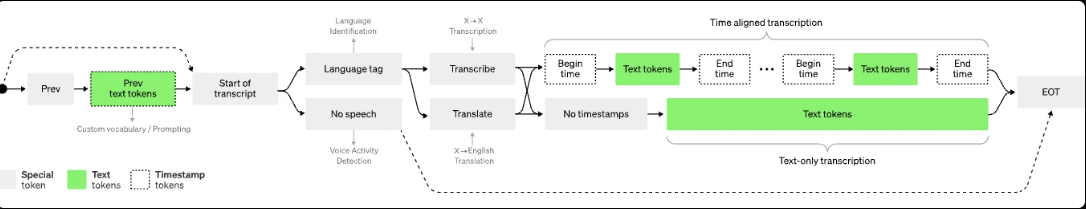 Time aligned transcription
Language
Identification
X→X
Transcription
Prev
Prev
text tokens
Start of
transcript
Language tag
Transcribe
Begin
time
Text tokens
End
time
...
Begin
time
Text tokens
End
time
EOT
No speech
Translate
No timestamps
Text tokens
Custom vocabulary / Prompting
Voice Activity
Detection
X→English
Translation
Text-only transcription
Special
token
Text
tokens
Timestamp
tokens